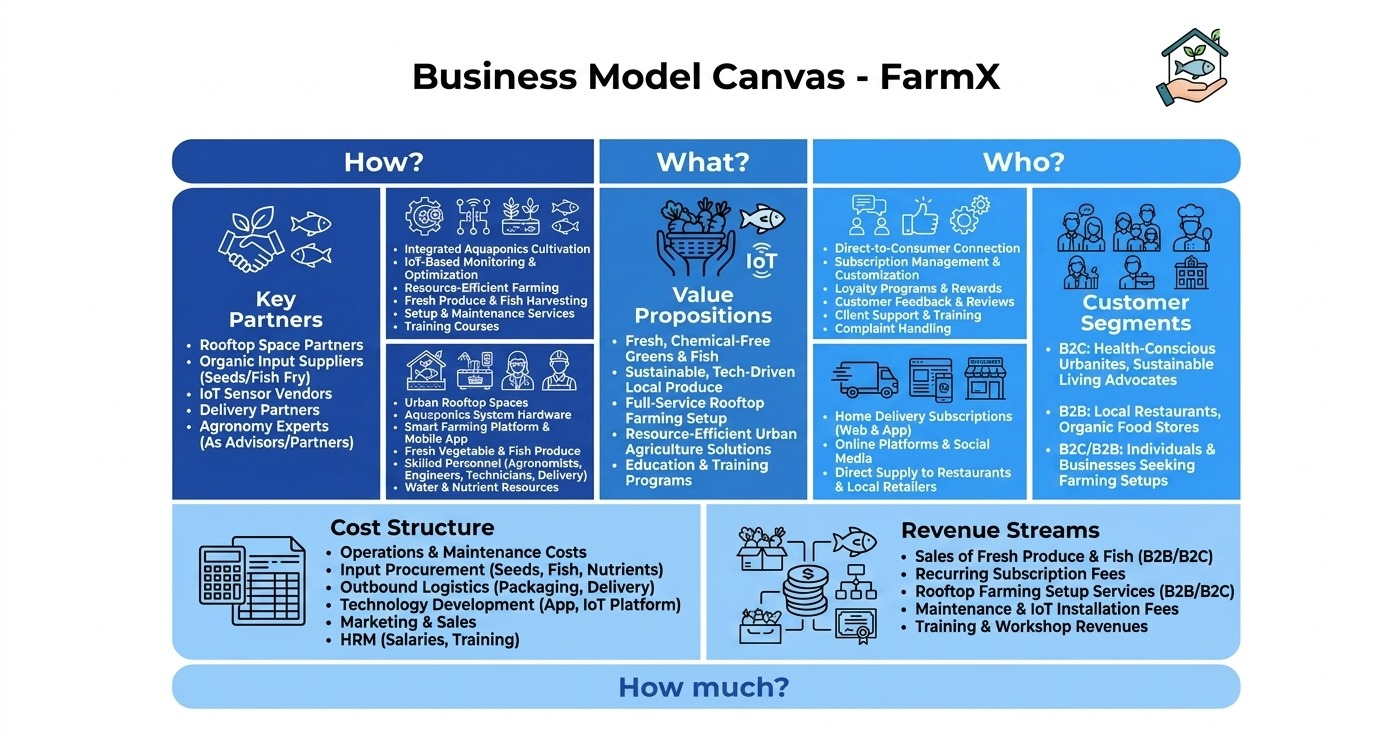 Business Model Canvas - FarmX
How?
What?
Who?
Key
Partners
• Rooftop Space Partners
• Organic Input Suppliers
(Seeds/Fish Fry)
• IoT Sensor Vendors
• Delivery Partners
• Agronomy Experts
(As Advisors/Partners)
• Integrated Aquaponics Cultivation
• IoT-Based Monitoring &
Optimization
• Resource-Efficient Farming
• Fresh Produce & Fish Harvesting
• Setup & Maintenance Services
• Training Courses
• Urban Rooftop Spaces
• Aquaponics System Hardware
• Smart Farming Platform &
Mobile App
• Fresh Vegetable & Fish Produce
• Skilled Personnel (Agronomists,
Engineers, Technicians, Delivery)
• Water & Nutrient Resources
IoT
Value
Propositions
• Fresh, Chemical-Free
Greens & Fish
• Sustainable, Tech-Driven
Local Produce
• Full-Service Rooftop
Farming Setup
• Resource-Efficient Urban
Agriculture Solutions
• Education & Training
Programs
• Direct-to-Consumer Connection
• Subscription Management &
Customization
• Loyalty Programs & Rewards
• Customer Feedback & Reviews
• Client Support & Training
• Complaint Handling
• Home Delivery Subscriptions
(Web & App)
• Online Platforms & Social
Media
• Direct Supply to Restaurants
& Local Retailers
Customer
Segments
• B2C: Health-Conscious
Urbanites, Sustainable
Living Advocates
• B2B: Local Restaurants,
Organic Food Stores
• B2C/B2B: Individuals &
Businesses Seeking
Farming Setups
Cost Structure
• Operations & Maintenance Costs
• Input Procurement (Seeds, Fish, Nutrients)
• Outbound Logistics (Packaging, Delivery)
• Technology Development (App, IoT Platform)
• Marketing & Sales
• HRM (Salaries, Training)
$
Revenue Streams
• Sales of Fresh Produce & Fish (B2B/B2C)
• Recurring Subscription Fees
• Rooftop Farming Setup Services (B2B/B2C)
• Maintenance & IoT Installation Fees
• Training & Workshop Revenues
How much?